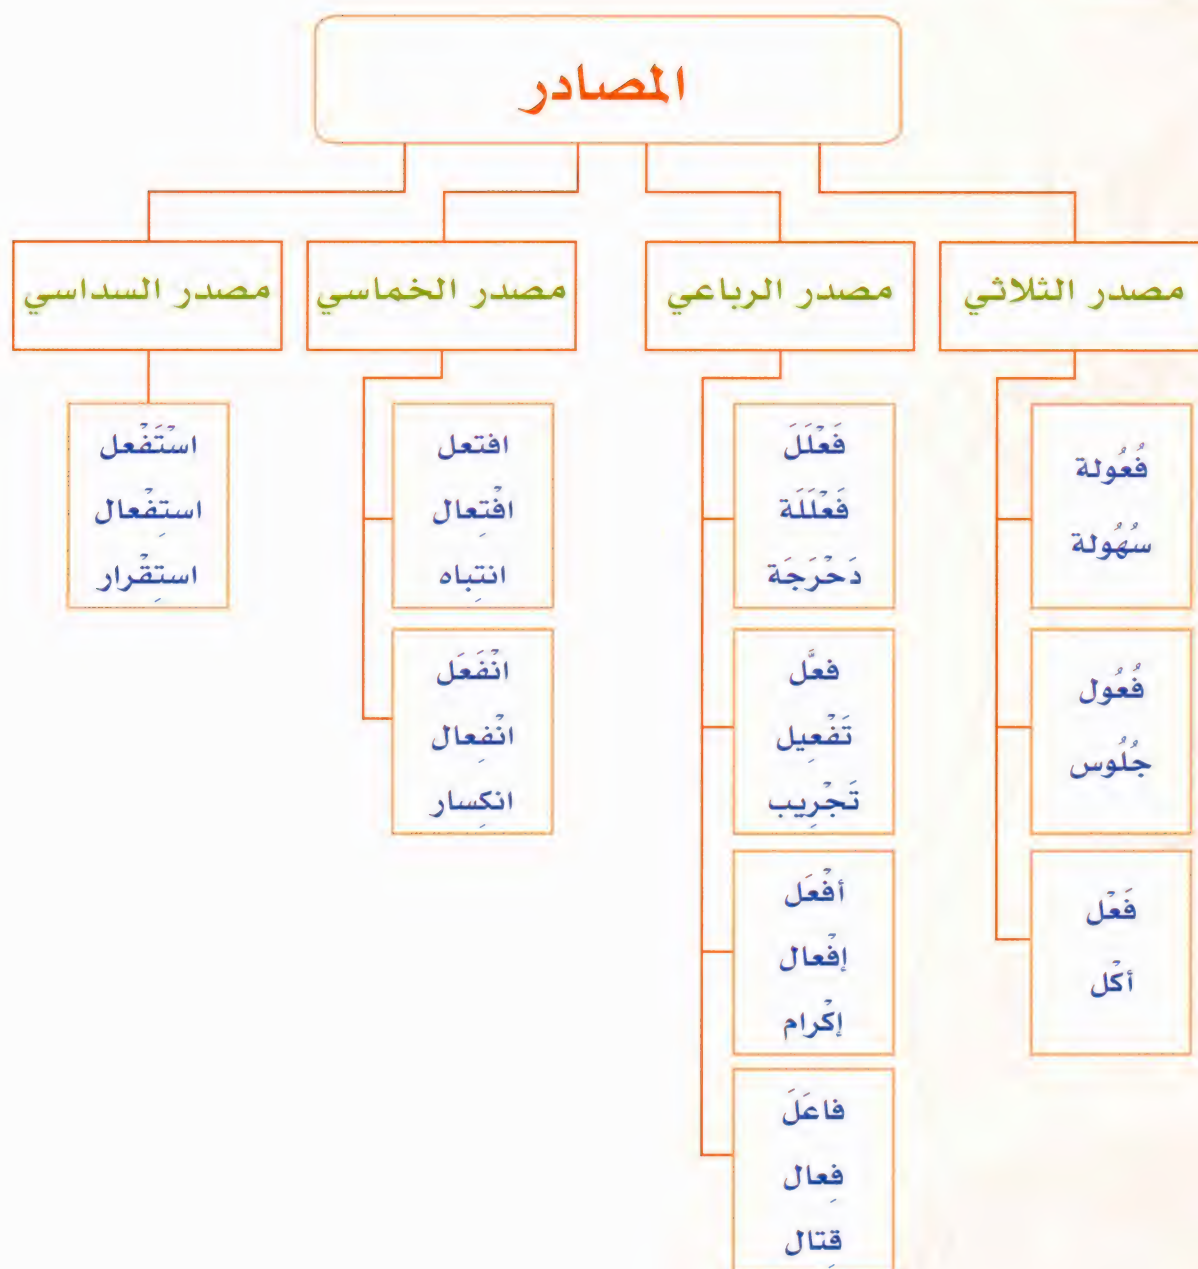 المصادر
مصدر الثلاثي
مصدر الرباعي
مصدر الخماسي
مصدر السداسي
فُعُولة
سُهُولة
فُعُول
جُلُوس
فَعْل
أكْل
فَعْلَلَ
فَعْلَلَة
دَحْرَجَة
فعَّل
تَفْعِيل
تَجْرِيب
أفْعَل
إفْعال
إكْرام
فاعَلَ
فِعال
قِتال
افتعل
افْتِعال
انتِباه
انْفَعَل
انْفِعال
انكِسار
اسْتَفْعل
استِفْعال
استِقْرار